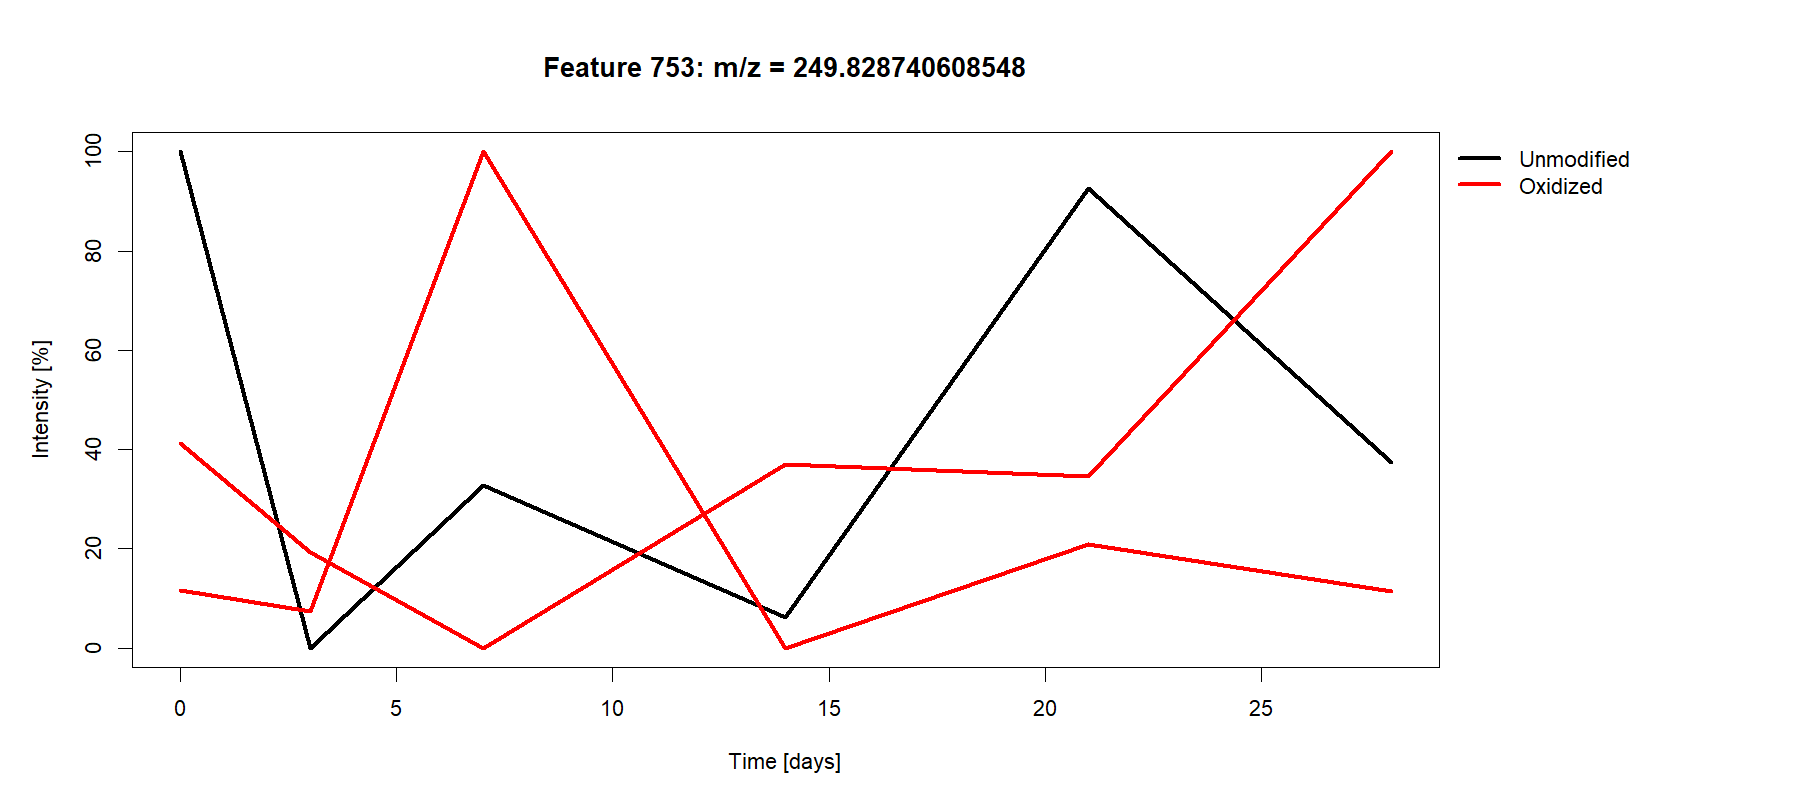 Feature 753: m/z = 249.828740608548
Unmodified
Oxidized
Intensity [%]
100
80
60
40
20
0
0 5 10 15 20 25
Time [days]